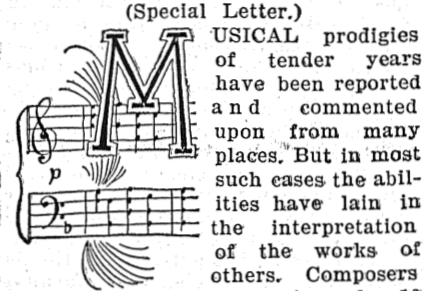 (Special Letter.)
MUSICAL prodigies
of tender years
have been reported
and commented
upon from many
places. But in most
such cases the abil-
ities have lain in
the interpretation
of the works of
others. Composers
p